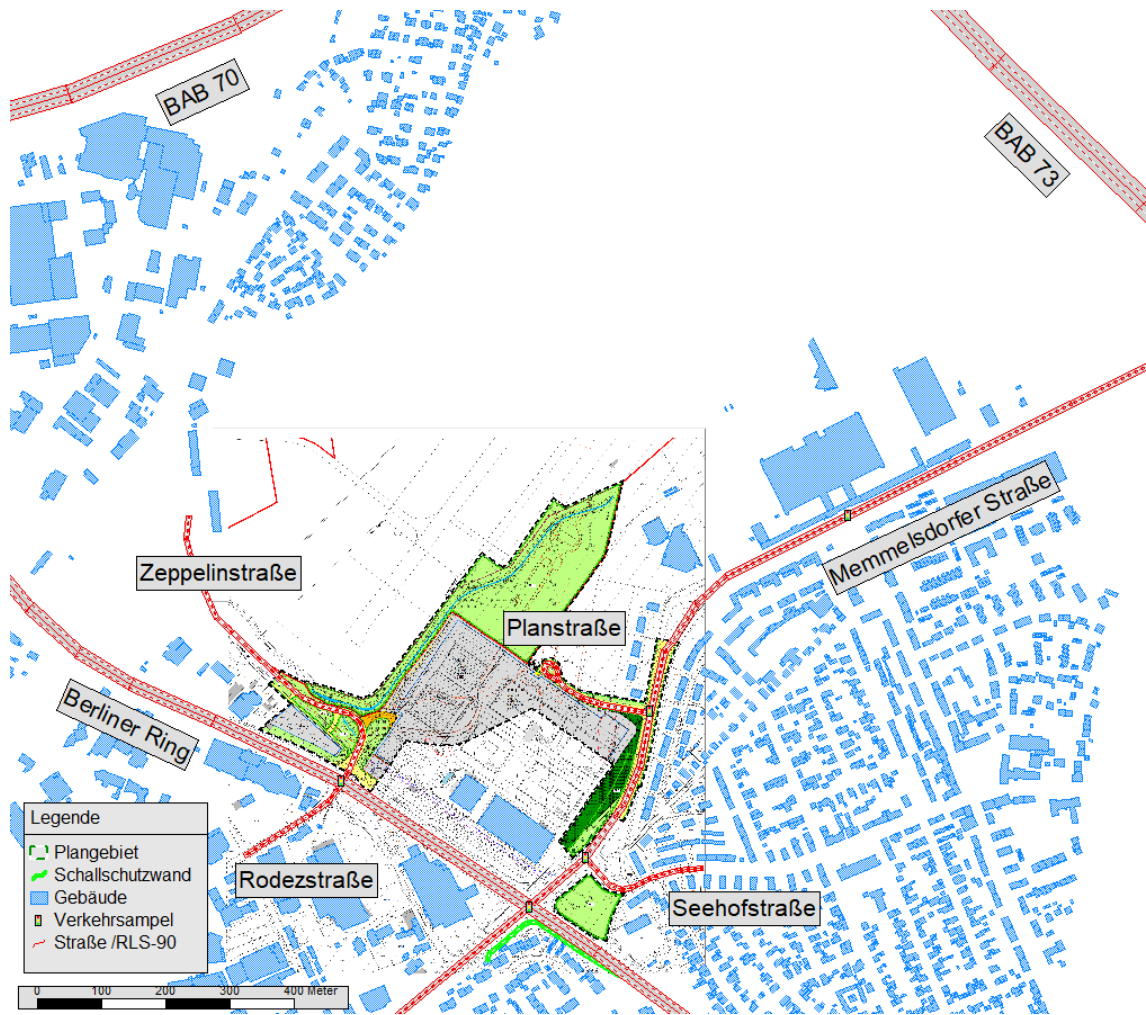 BAB 70
BAB 73
Memmelsdorfer Straße
Zeppelinstraße
Planstraße
Berliner Ring
Rodezstraße
Seehofstraße
Legende
Plangebiet
Schallschutzwand
Gebäude
Verkehrsampel
Straße /RLS-90
0 100 200 300 400 Meter